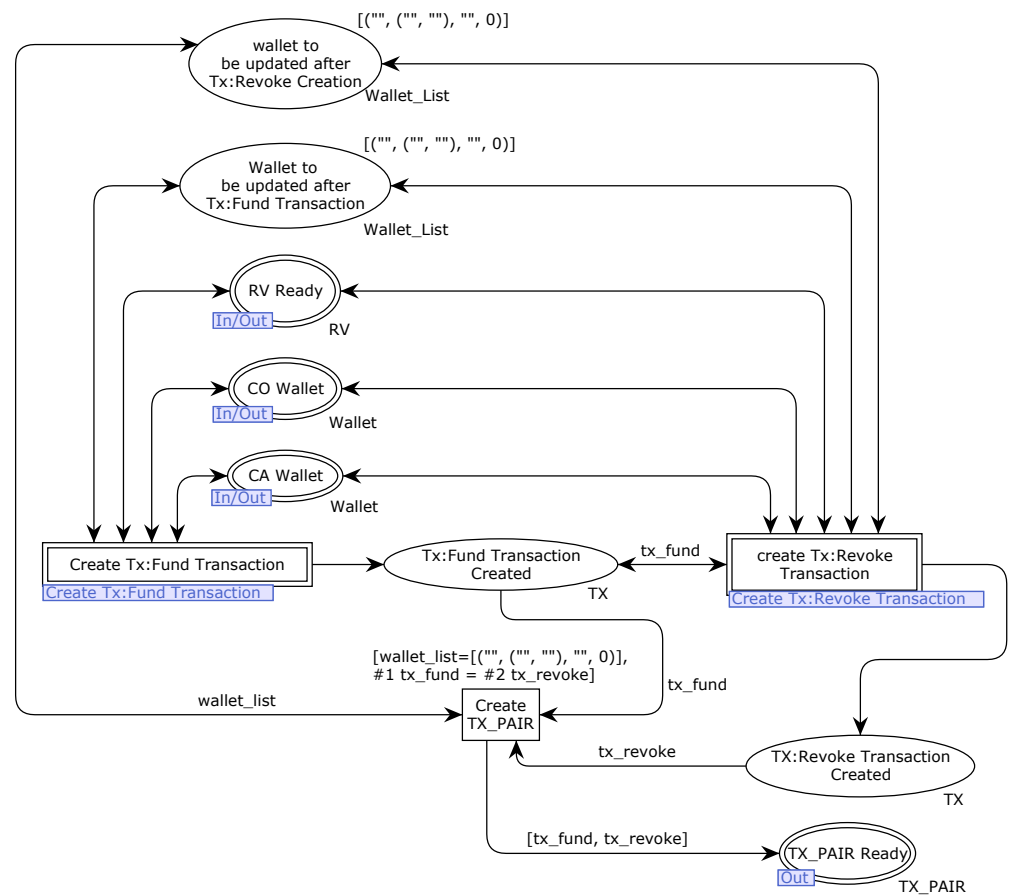 [("", ("", ""), "", 0)]
wallet to
be updated after
Tx:Revoke Creation
Wallet_List
[("", ("", ""), "", 0)]
Wallet to
be updated after
Tx:Fund Transaction
Wallet_List
RV Ready
In/Out
RV
CO Wallet
In/Out
Wallet
CA Wallet
In/Out
Wallet
Create Tx:Fund Transaction
Create Tx:Fund Transaction
Tx:Fund Transaction
Created
TX
tx_fund
create Tx:Revoke
Transaction
Create Tx:Revoke Transaction
[wallet_list=[("", ("", ""), "", 0)],
#1 tx_fund = #2 tx_revoke]
tx_fund
wallet_list
Create
TX_PAIR
tx_revoke
TX:Revoke Transaction
Created
TX
[tx_fund, tx_revoke]
TX_PAIR Ready
Out
TX_PAIR